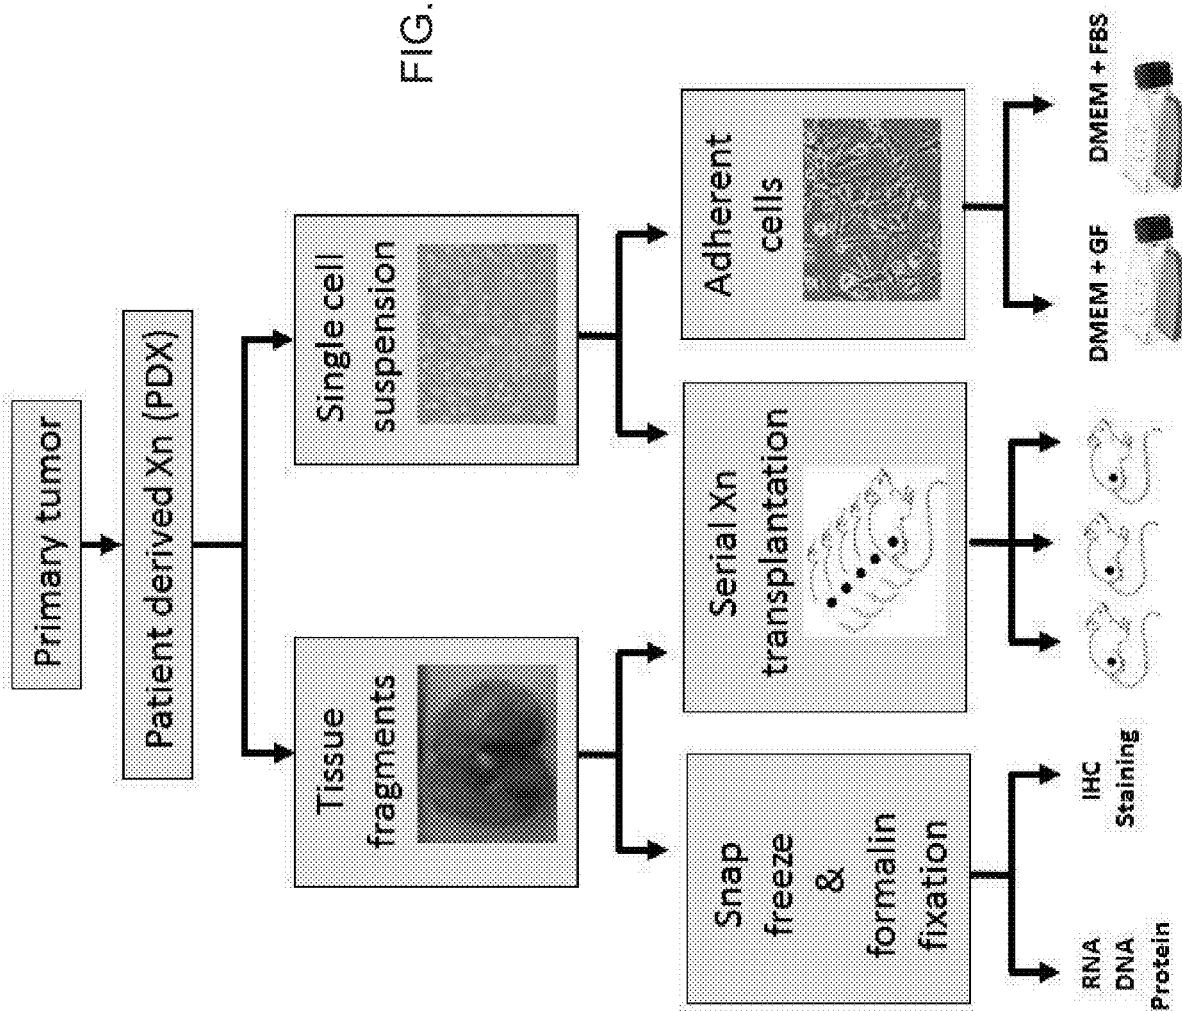 FIG.
Primary tumor
Patient derived Xn (PDX)
Tissue
fragments
Single cell
suspension
Snap
freeze
&
formalin
fixation
Serial Xn
transplantation
Adherent
cells
RNA
DNA
Protein
IHC
Staining
DMEM + GF
DMEM + FBS